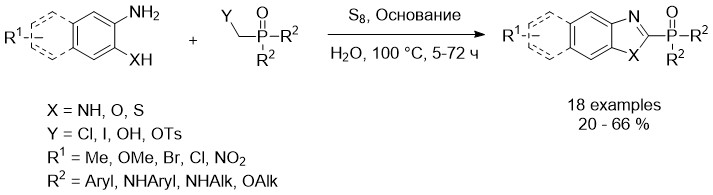 R¹ NH₂ XH + Y O P R² R² S₈, Основание R¹ N X O P R² R²
H₂O, 100 °C, 5-72 ч
X = NH, O, S
Y = Cl, I, OH, OTs
R¹ = Me, OMe, Br, Cl, NO₂
R² = Aryl, NHAryl, NHAlk, OAlk
18 examples
20 - 66 %